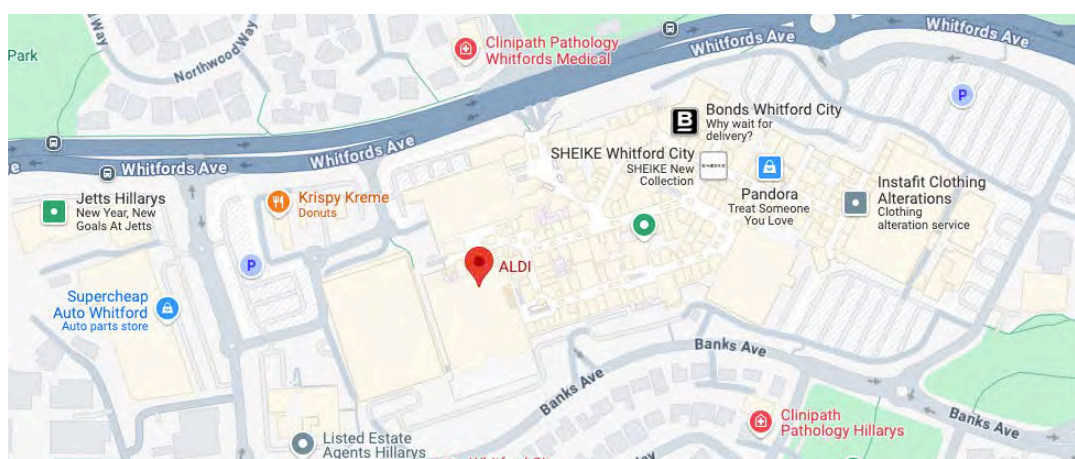 Way
Park
Northwood Way
Clinipath Pathology
Whitfords Medical
Whitfords Ave
Whitfords Ave
P
Bonds Whitford City
Why wait for
delivery?
B
Whitfords Ave
Whitfords Ave
SHEIKE Whitford City
SHEIKE New
Collection
Jetts Hillarys
New Year, New
Goals At Jetts
Krispy Kreme
Donuts
Pandora
Treat Someone
You Love
Instafit Clothing
Alterations
Clothing
alteration service
P
ALDI
Supercheap
Auto Whitford
Auto parts store
Banks Ave
Banks Ave
Banks Ave
Clinipath
Pathology Hillarys
Listed Estate
Agents Hillarys